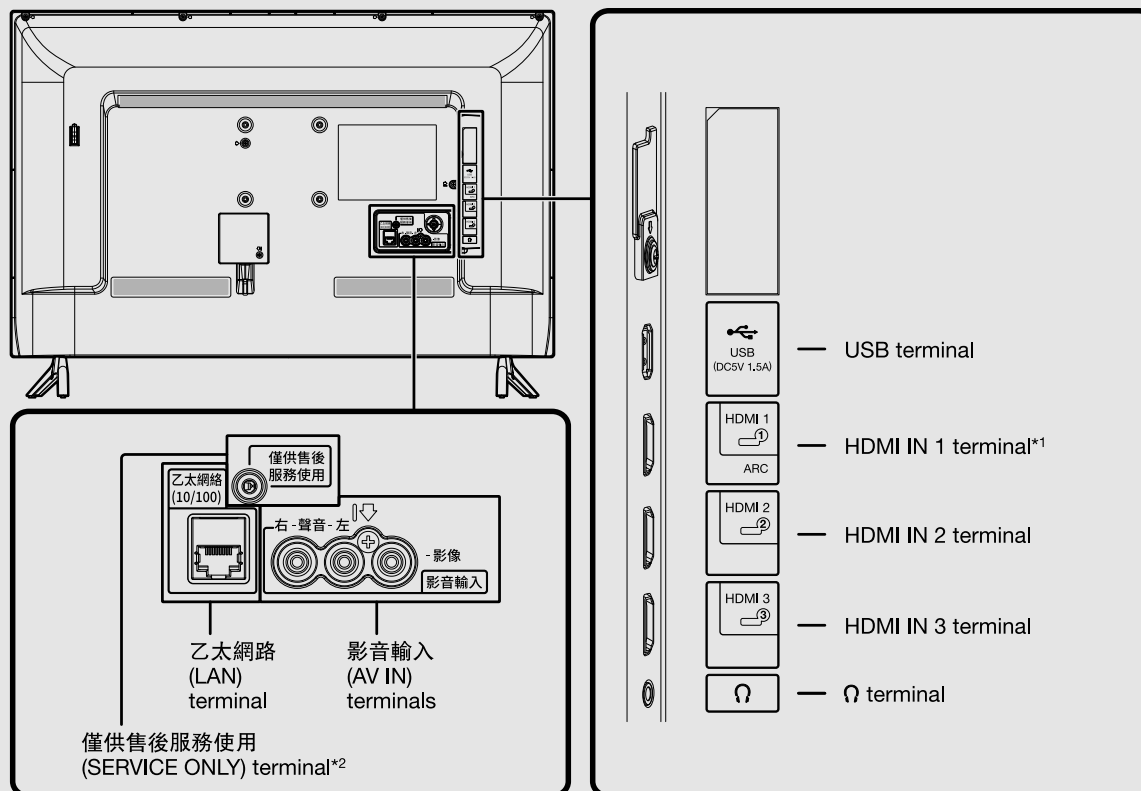 USB
(DC5V 1.5A)
USB terminal
HDMI 1
1
ARC
HDMI IN 1 terminal*1
HDMI 2
2
HDMI IN 2 terminal
HDMI 3
3
HDMI IN 3 terminal
terminal
僅供售後
服務使用
乙太網絡
(10/100)
右-聲音-左
-影像
影音輸入
乙太網路
(LAN)
terminal
影音輸入
(AV IN)
terminals
僅供售後服務使用
(SERVICE ONLY) terminal*2